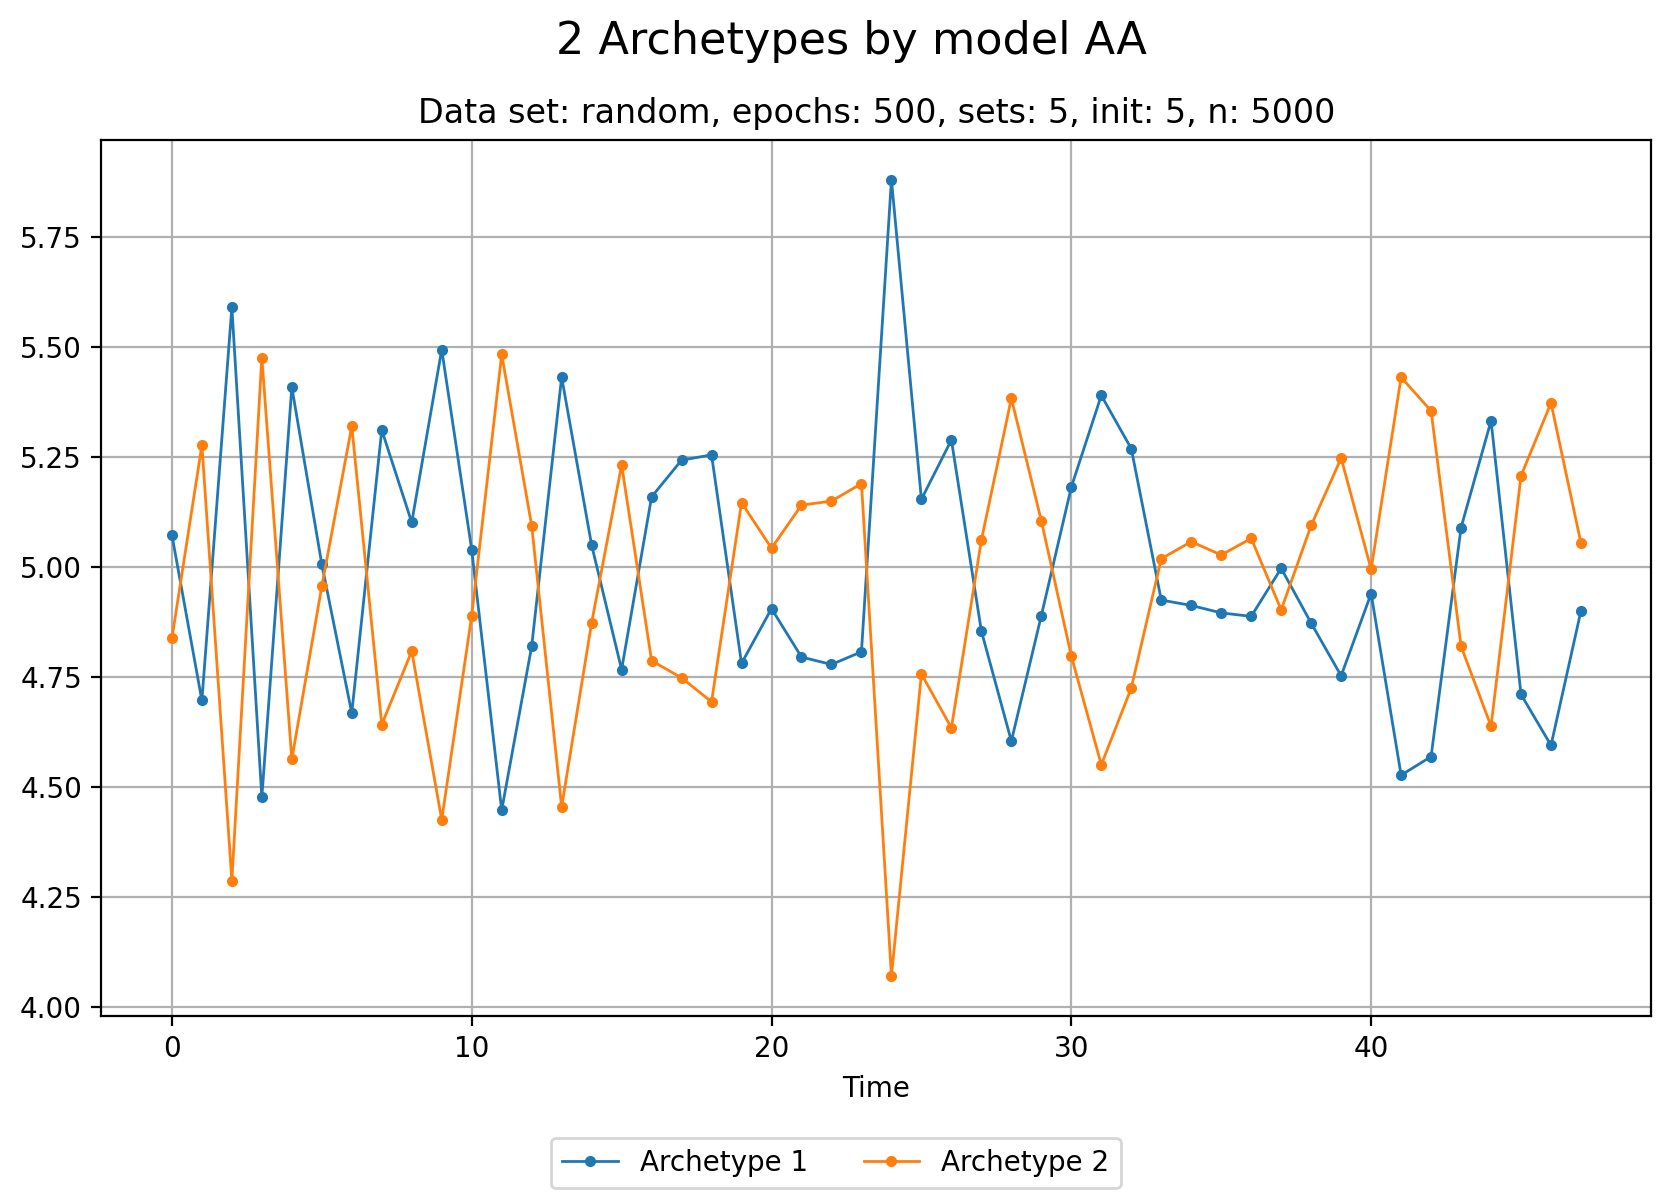 2 Archetypes by model AA
Data set: random, epochs: 500, sets: 5, init: 5, n: 5000
5.75
5.50
5.25
5.00
4.75
4.50
4.25
4.00
0 10 20 30 40
Time
Archetype 1 Archetype 2